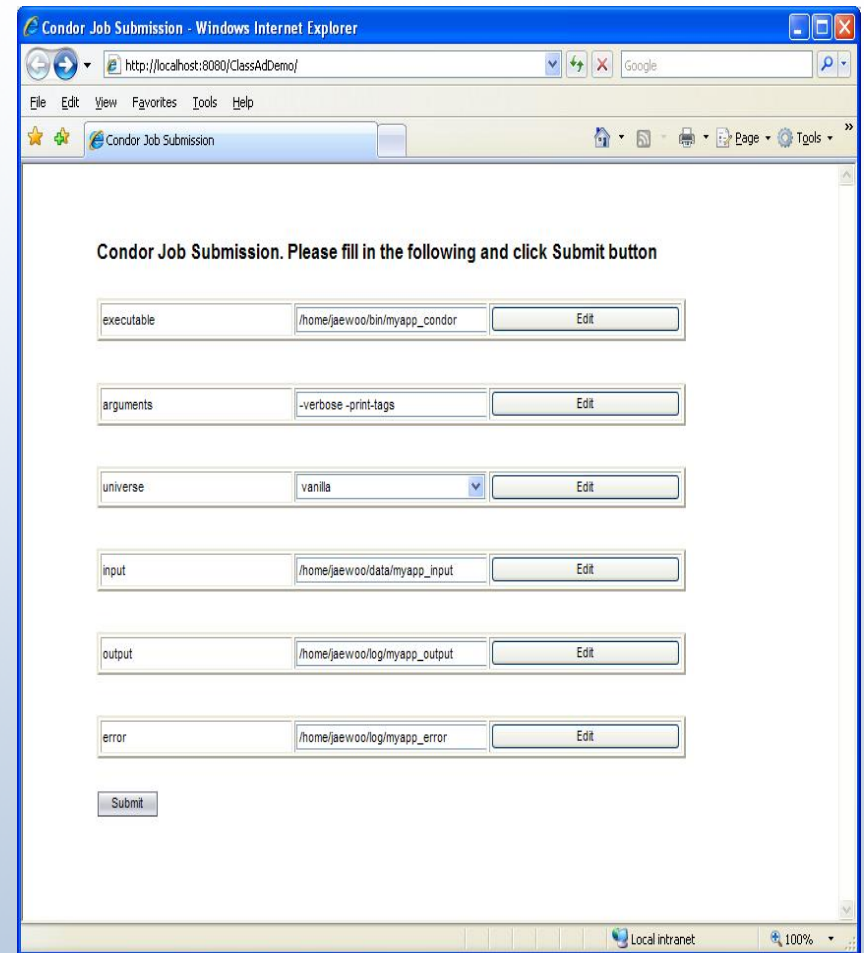 Condor Job Submission - Windows Internet Explorer
http://localhost:8080/ClassAdDemo/
Google
File Edit View Favorites Tools Help
Condor Job Submission
Page Tools »
Condor Job Submission. Please fill in the following and click Submit button
executable /home/jaewoo/bin/myapp_condor Edit
arguments -verbose -print-tags Edit
universe vanilla Edit
input /home/jaewoo/data/myapp_input Edit
output /home/jaewoo/log/myapp_output Edit
error /home/jaewoo/log/myapp_error Edit
Submit
Local intranet 100%